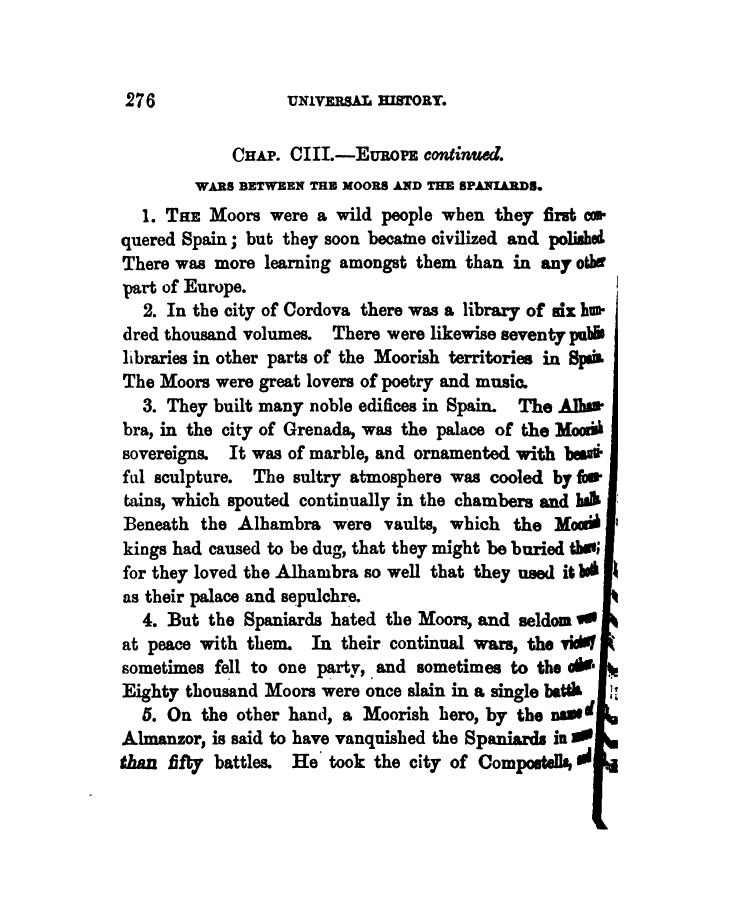 276 UNIVERSAL HISTORY.
CHAP. CIII.—EUROPE continued.
WARS BETWEEN THE MOORS AND THE SPANIARDS.
1. THE Moors were a wild people when they first con-
quered Spain; but they soon became civilized and polished.
There was more learning amongst them than in any other
part of Europe.
2. In the city of Cordova there was a library of six hun-
dred thousand volumes. There were likewise seventy public
libraries in other parts of the Moorish territories in Spain.
The Moors were great lovers of poetry and music.
3. They built many noble edifices in Spain. The Alham-
bra, in the city of Grenada, was the palace of the Moorish
sovereigns. It was of marble, and ornamented with beauti-
ful sculpture. The sultry atmosphere was cooled by foun-
tains, which spouted continually in the chambers and halls.
Beneath the Alhambra were vaults, which the Moorish
kings had caused to be dug, that they might be buried there;
for they loved the Alhambra so well that they used it both
as their palace and sepulchre.
4. But the Spaniards hated the Moors, and seldom were
at peace with them. In their continual wars, the victory
sometimes fell to one party, and sometimes to the other.
Eighty thousand Moors were once slain in a single battle.
5. On the other hand, a Moorish hero, by the name of
Almanzor, is said to have vanquished the Spaniards in more
than fifty battles. He took the city of Compostella, and